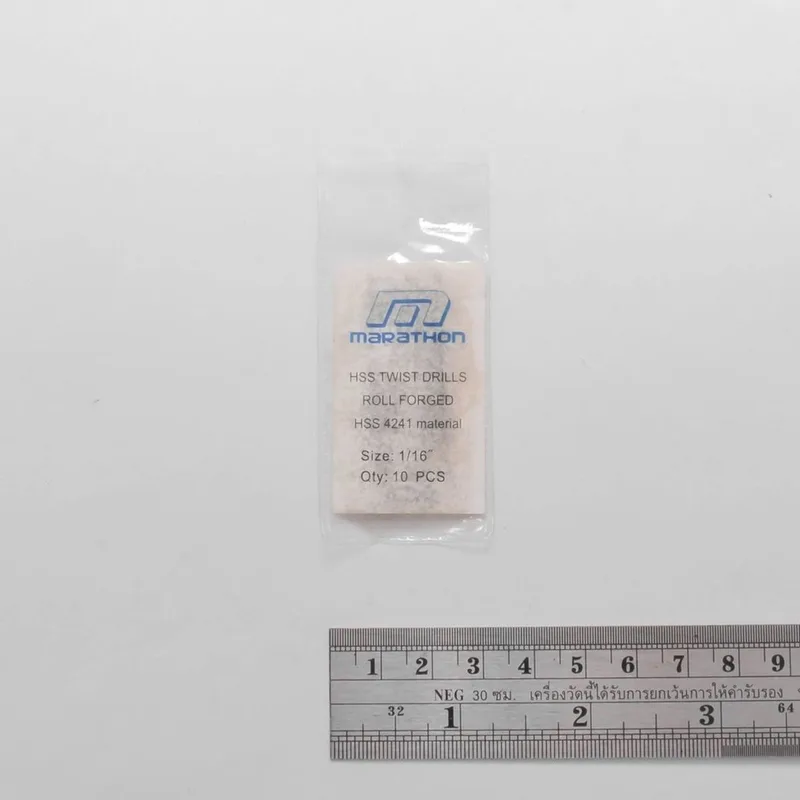 marathon
HSS TWIST DRILLS
ROLL FORGED
HSS 4241 material
Size: 1/16"
Qty: 10 PCS
1 2 3 4 5 6 7 8 9
NEG 30 ซม. เครื่องวัดนี้ได้รับการยกเว้นการให้คำรับรอง
32 1 2 3 64